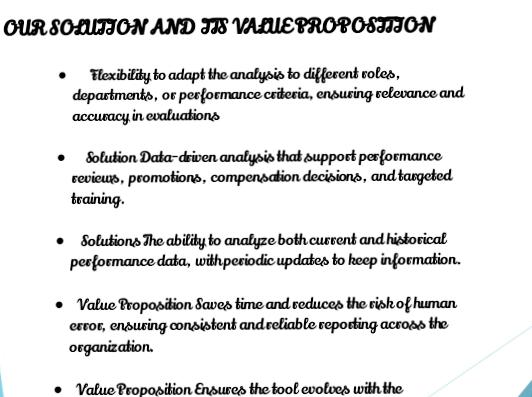 OUR SOLUTION AND ITS VALUE PROPOSITION
• Flexibility to adapt the analysis to different roles,
departments, or performance criteria, ensuring relevance and
accuracy in evaluations
• Solution Data-driven analysis that support performance
reviews, promotions, compensation decisions, and targeted
training.
• Solutions The ability to analyze both current and historical
performance data, with periodic updates to keep information.
• Value Proposition Saves time and reduces the risk of human
error, ensuring consistent and reliable reporting across the
organization.
• Value Proposition Ensures the tool evolves with the